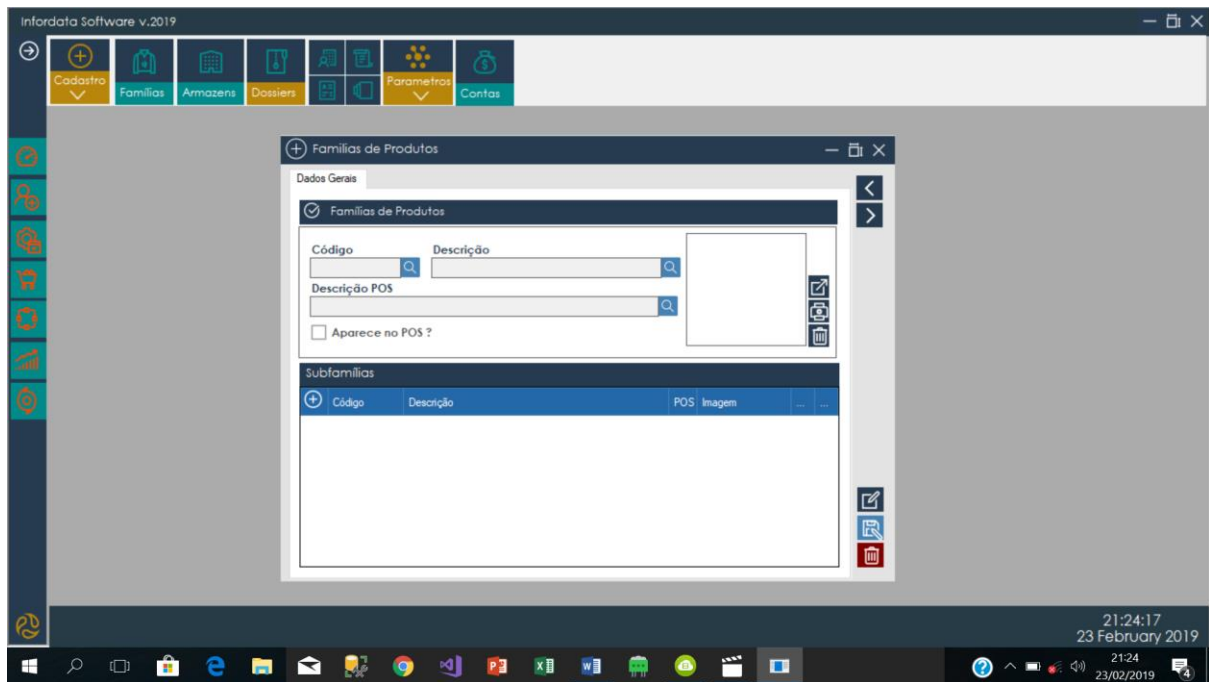 Infordata Software v.2019
Cadastro
Famílias
Armazens
Dossiers
Parametros
Contas
Familias de Produtos
Dados Gerais
Famílias de Produtos
Código Descrição
Descrição POS
Aparece no POS ?
Subfamílias
Código Descrição POS Imagem ... ...
21:24:17
23 February 2019
21:24
23/02/2019
4